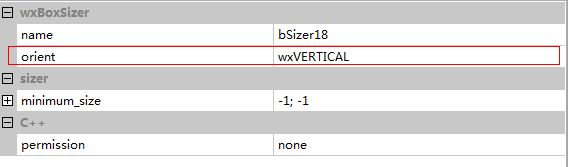 wxBoxSizer
name bSizer18
orient wxVERTICAL
sizer
minimum_size -1; -1
C++
permission none